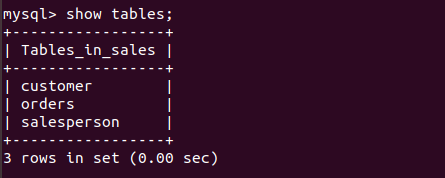 mysql> show tables;
+-----------------+
| Tables_in_sales |
+-----------------+
| customer        |
| orders          |
| salesperson     |
+-----------------+
3 rows in set (0.00 sec)